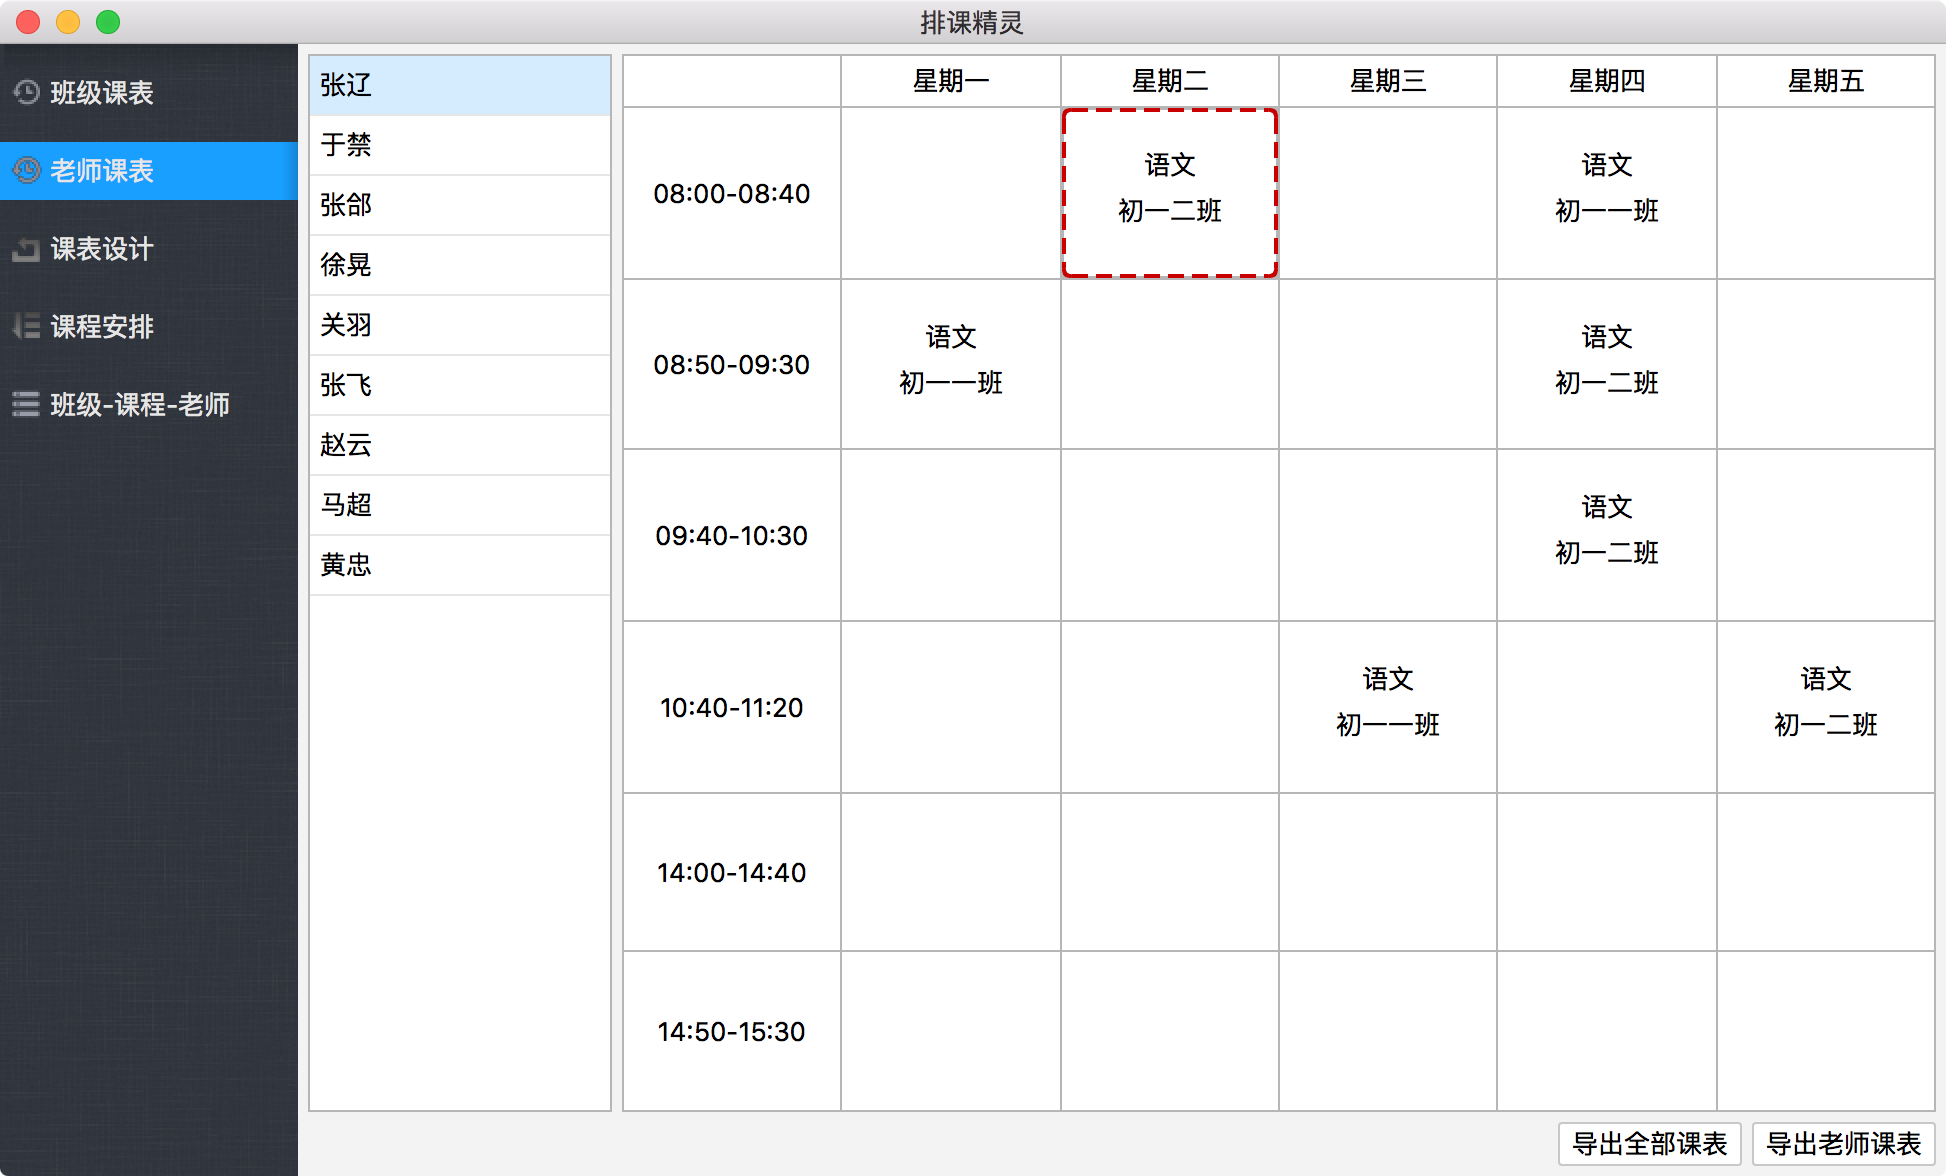 排课精灵
班级课表
老师课表
课表设计
课程安排
班级-课程-老师
张辽
于禁
张郃
徐晃
关羽
张飞
赵云
马超
黄忠
星期一 星期二 星期三 星期四 星期五
08:00-08:40
语文
初一二班
语文
初一一班
08:50-09:30
语文
初一一班
语文
初一二班
09:40-10:30
语文
初一二班
10:40-11:20
语文
初一一班
语文
初一二班
14:00-14:40
14:50-15:30
导出全部课表
导出老师课表